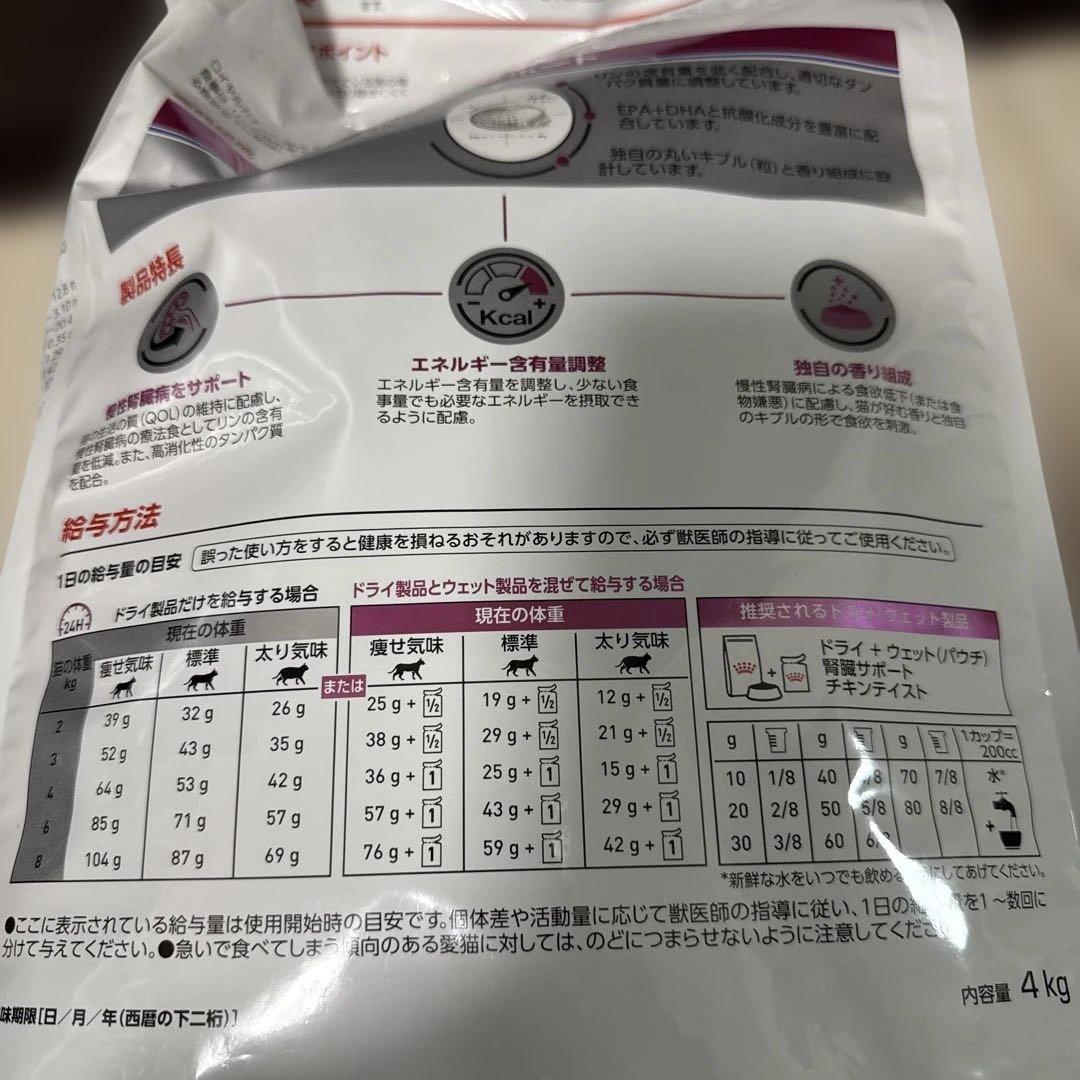 ポイント
リンの含有量を低く配合し、適切なタン
パク質量に調整しています。
EPA+DHAと抗酸化成分を豊富に配
合しています。
独自の丸いキブル(粒)と香り組成に設
計しています。
製品特長
Kcal
慢性腎臓病をサポート
の生活の質(QOL)の維持に配慮し、
慢性腎臓病の療法食としてリンの含有
量を低減。また、高消化性のタンパク質
を配合。
エネルギー含有量調整
エネルギー含有量を調整し、少ない食
事量でも必要なエネルギーを摂取でき
るように配慮。
独自の香り組成
慢性腎臓病による食欲低下(または食
物嫌悪)に配慮し、猫が好む香りと独自
のキブルの形で食欲を刺激。
給与方法
1日の給与量の目安 誤った使い方をすると健康を損ねるおそれがありますので、必ず獣医師の指導に従ってご使用ください。
24H ドライ製品だけを給与する場合
現在の体重
猫の体重 kg 痩せ気味 標準 太り気味
2 39 g 32 g 26 g
3 52 g 43 g 35 g
4 64 g 53 g 42 g
6 85 g 71 g 57 g
8 104 g 87 g 69 g
または
ドライ製品とウェット製品を混ぜて給与する場合
現在の体重
痩せ気味 標準 太り気味
25 g + 1/2 19 g + 1/2 12 g + 1/2
38 g + 1/2 29 g + 1/2 21 g + 1/2
36 g + 1 25 g + 1 15 g + 1
57 g + 1 43 g + 1 29 g + 1
76 g + 1 59 g + 1 42 g + 1
推奨されるドライ/ウェット製品
ドライ + ウェット(パウチ)
腎臓サポート
チキンテイスト
g g g 1カップ=
200cc
10 1/8 40 /8 70 7/8 水*
20 2/8 50 5/8 80 8/8 +
30 3/8 60 6/
*新鮮な水をいつでも飲める にしてあげてください。
●ここに表示されている給与量は使用開始時の目安です。個体差や活動量に応じて獣医師の指導に従い、1日の給 量を1~数回に
分けて与えてください。●急いで食べてしまう傾向のある愛猫に対しては、のどにつまらせないように注意してくださ
内容量 4 kg
味期限[日/月/年(西暦の下二桁)]